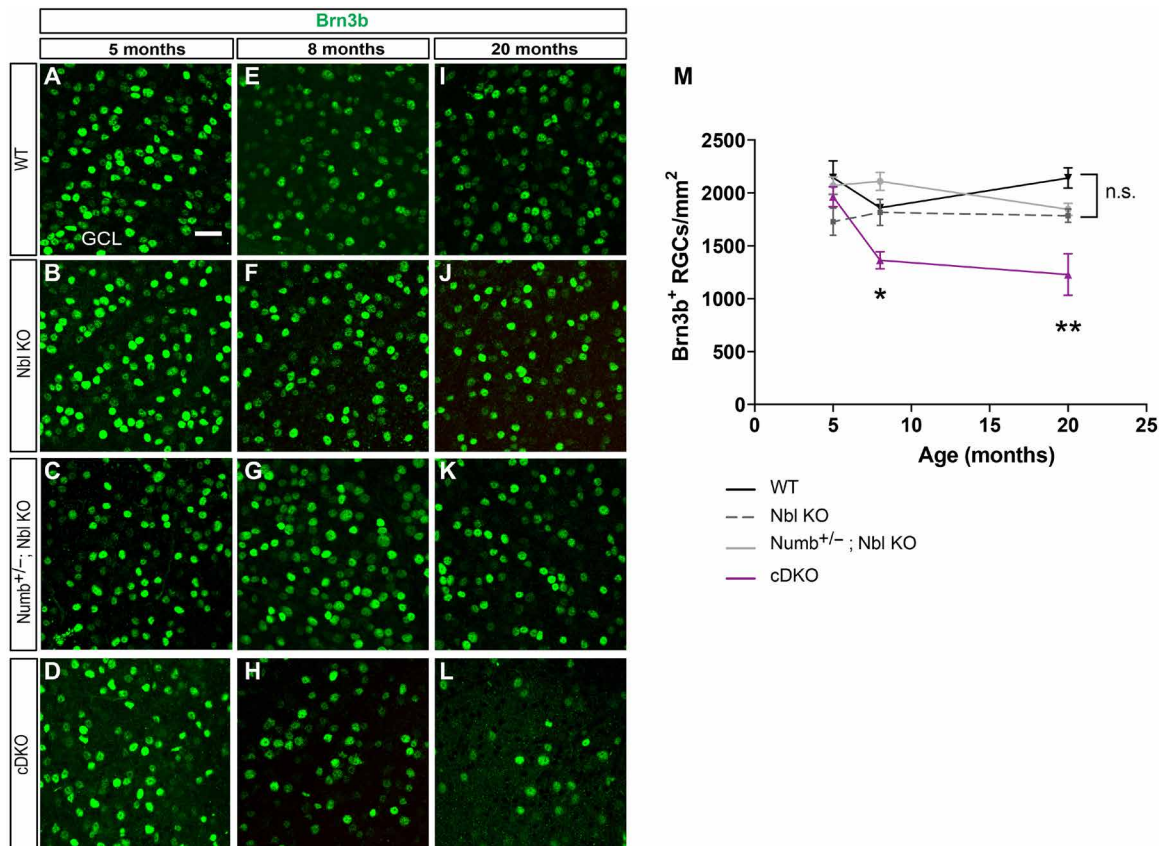 Brn3b
5 months
8 months
20 months
WT
A
GCL
E
I
Nbl KO
B
F
J
Numb+/−; Nbl KO
C
G
K
cDKO
D
H
L
M
Brn3b+ RGCs/mm2
2500
2000
1500
1000
500
0
n.s.
*
**
0 5 10 15 20 25
Age (months)
WT
Nbl KO
Numb+/− ; Nbl KO
cDKO